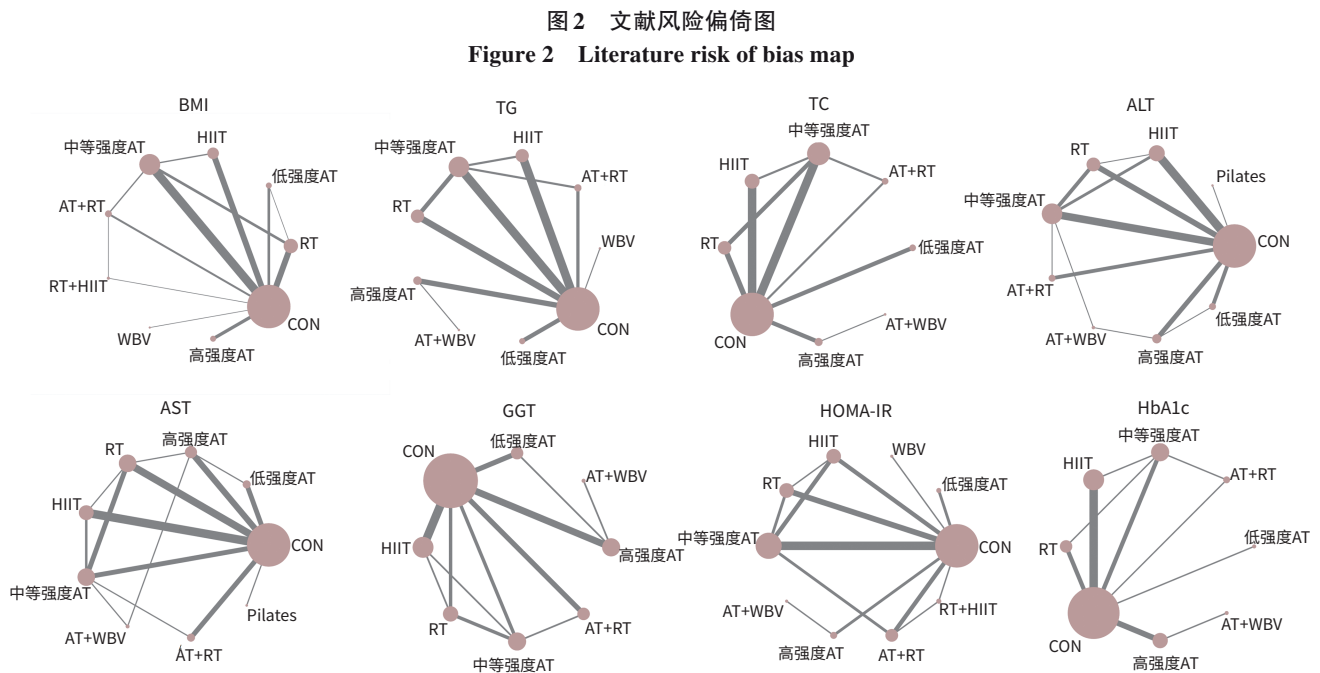 图2 文献风险偏倚图
Figure 2 Literature risk of bias map
BMI
HIIT
中等强度AT
低强度AT
AT+RT
RT
RT+HIIT
CON
WBV
高强度AT
TG
HIIT
中等强度AT
AT+RT
RT
WBV
高强度AT
CON
AT+WBV
低强度AT
TC
中等强度AT
HIIT
AT+RT
RT
低强度AT
AT+WBV
CON
高强度AT
ALT
HIIT
RT
Pilates
中等强度AT
CON
AT+RT
低强度AT
AT+WBV
高强度AT
AST
高强度AT
RT
低强度AT
HIIT
CON
中等强度AT
Pilates
AT+WBV
AT+RT
GGT
低强度AT
CON
AT+WBV
HIIT
高强度AT
RT
AT+RT
中等强度AT
HOMA-IR
HIIT
WBV
RT
低强度AT
中等强度AT
CON
AT+WBV
RT+HIIT
高强度AT
AT+RT
HbA1c
中等强度AT
HIIT
AT+RT
RT
低强度AT
AT+WBV
CON
高强度AT